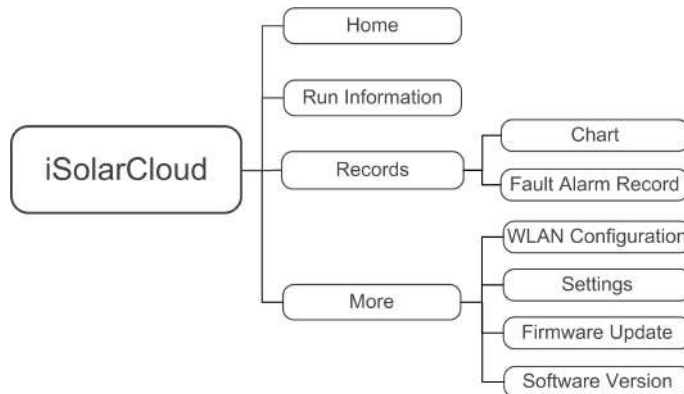 Home
Run Information
iSolarCloud
Records
Chart
Fault Alarm Record
More
WLAN Configuration
Settings
Firmware Update
Software Version